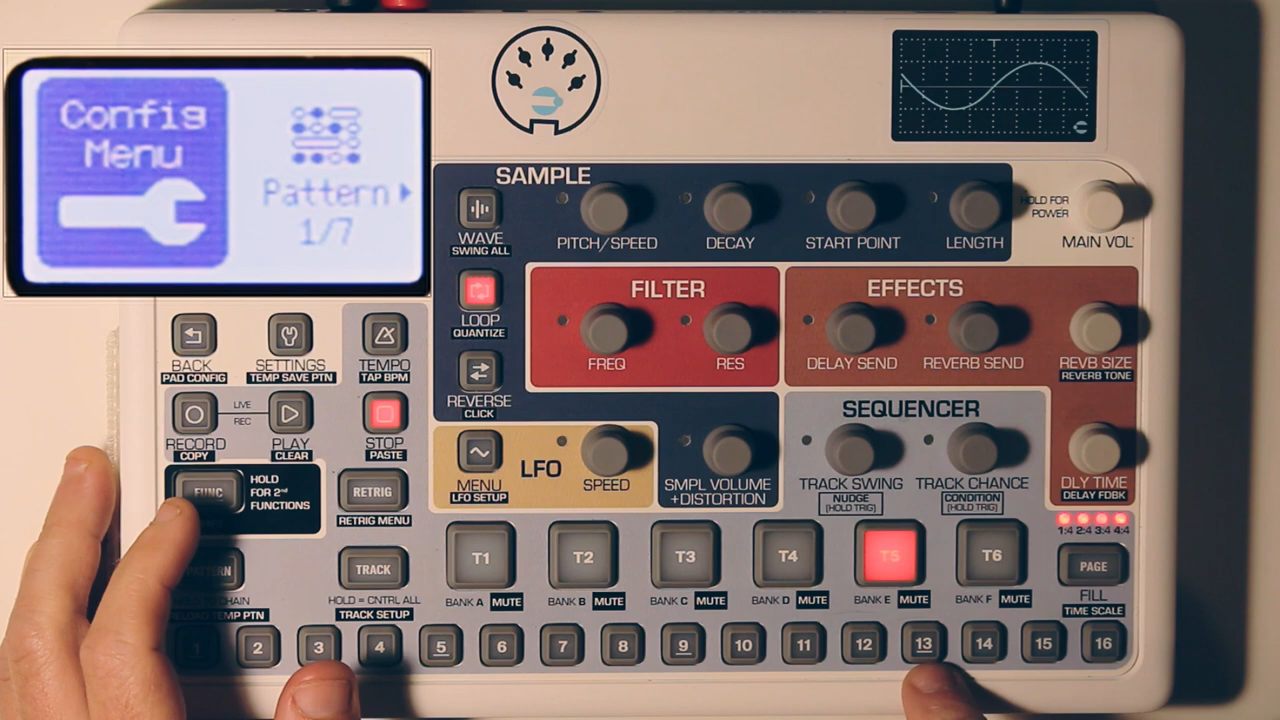 Config
Menu
Pattern
1/7
SAMPLE
WAVE
SWING ALL
PITCH/SPEED
DECAY
START POINT
LENGTH
HOLD FOR
POWER
MAIN VOL
LOOP
QUANTIZE
FILTER
FREQ
RES
EFFECTS
DELAY SEND
REVERB SEND
REVB SIZE
REVERB TONE
BACK
PAD CONFIG
SETTINGS
TEMP SAVE PTN
TEMPO
TAP BPM
REVERSE
CLICK
RECORD
COPY
LIVE
REC
PLAY
CLEAR
STOP
PASTE
MENU
LFO SETUP
LFO
SPEED
SMPL VOLUME
+DISTORTION
SEQUENCER
TRACK SWING
NUDGE
[HOLD TRIG]
TRACK CHANCE
CONDITION
[HOLD TRIG]
DLY TIME
DELAY FDBK
FUNC
HOLD
FOR 2nd
FUNCTIONS
RETRIG
RETRIG MENU
T1
T2
T3
T4
T5
T6
1:4 2:4 3:4 4:4
PAGE
FILL
TIME SCALE
TRACK
HOLD = CNTRL ALL
TRACK SETUP
BANK A MUTE
BANK B MUTE
BANK C MUTE
BANK D MUTE
BANK E MUTE
BANK F MUTE
1 2 3 4 5 6 7 8 9 10 11 12 13 14 15 16